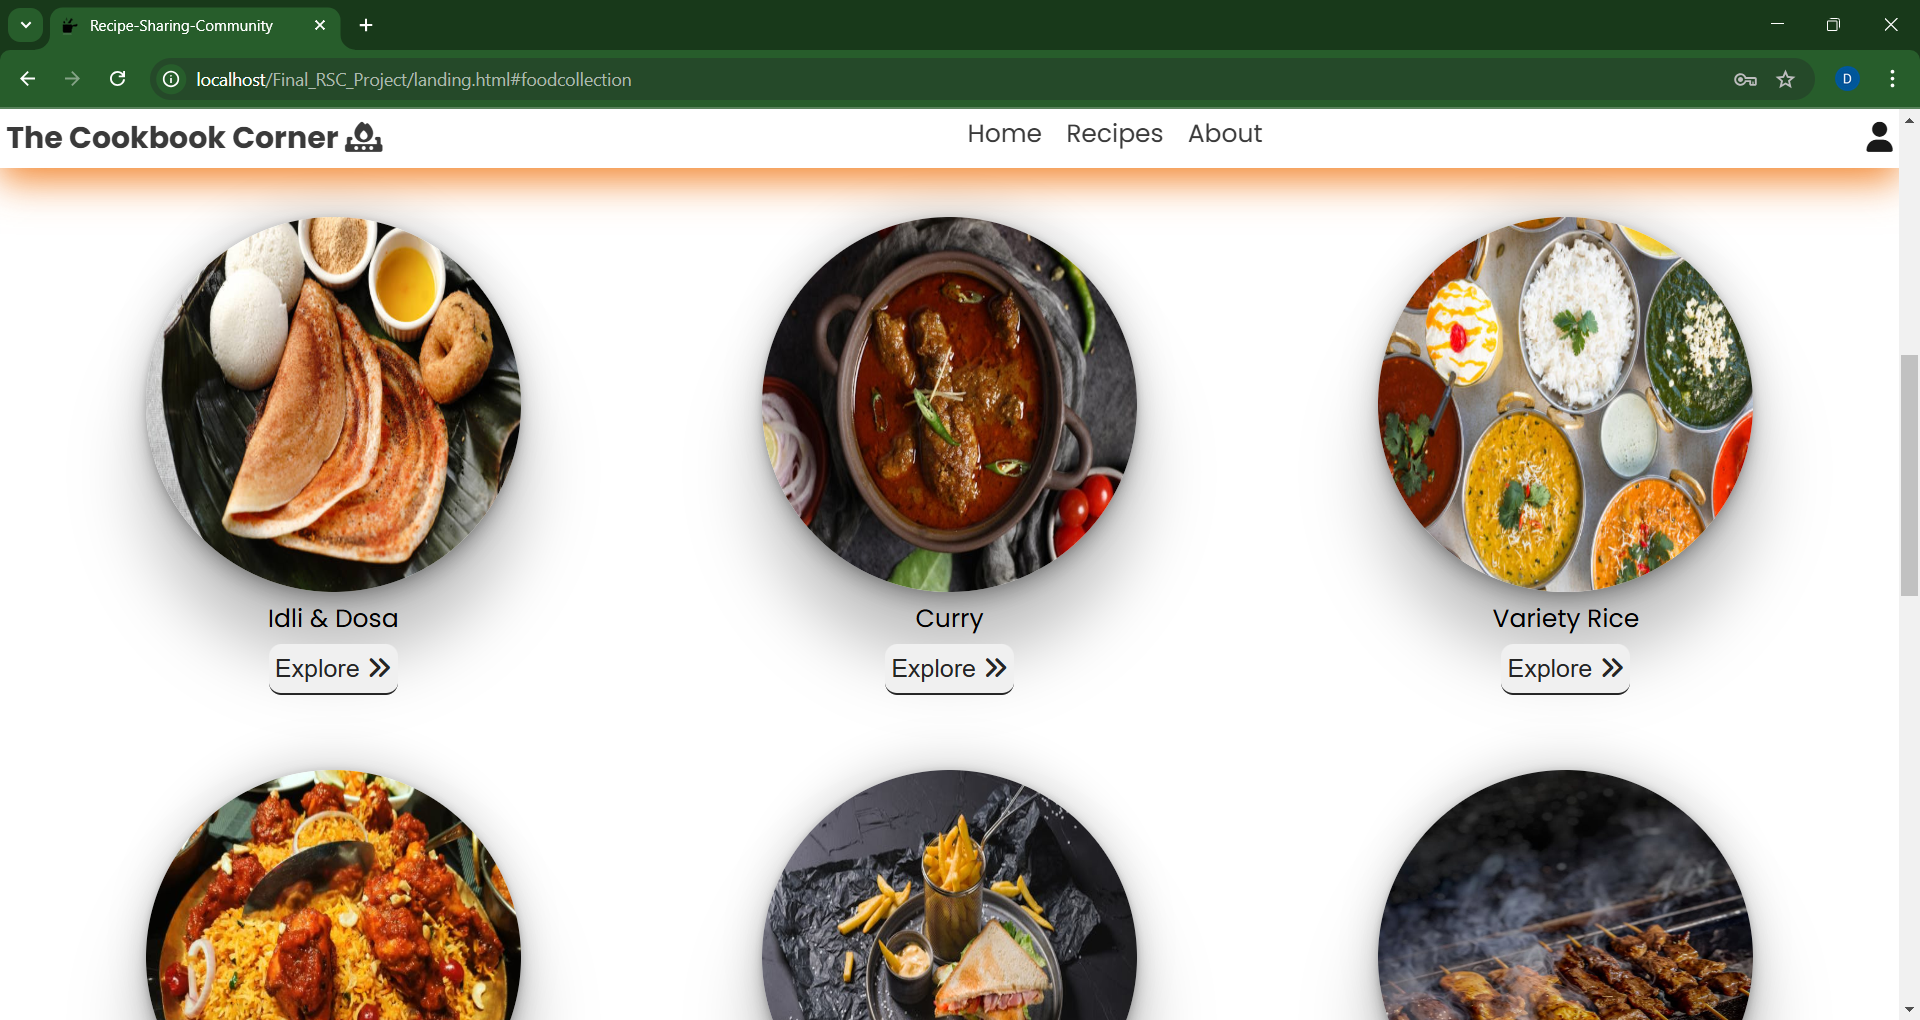 Recipe-Sharing-Community
localhost/Final_RSC_Project/landing.html#foodcollection
D
The Cookbook Corner
Home Recipes About
Idli & Dosa
Curry
Variety Rice
Explore
Explore
Explore